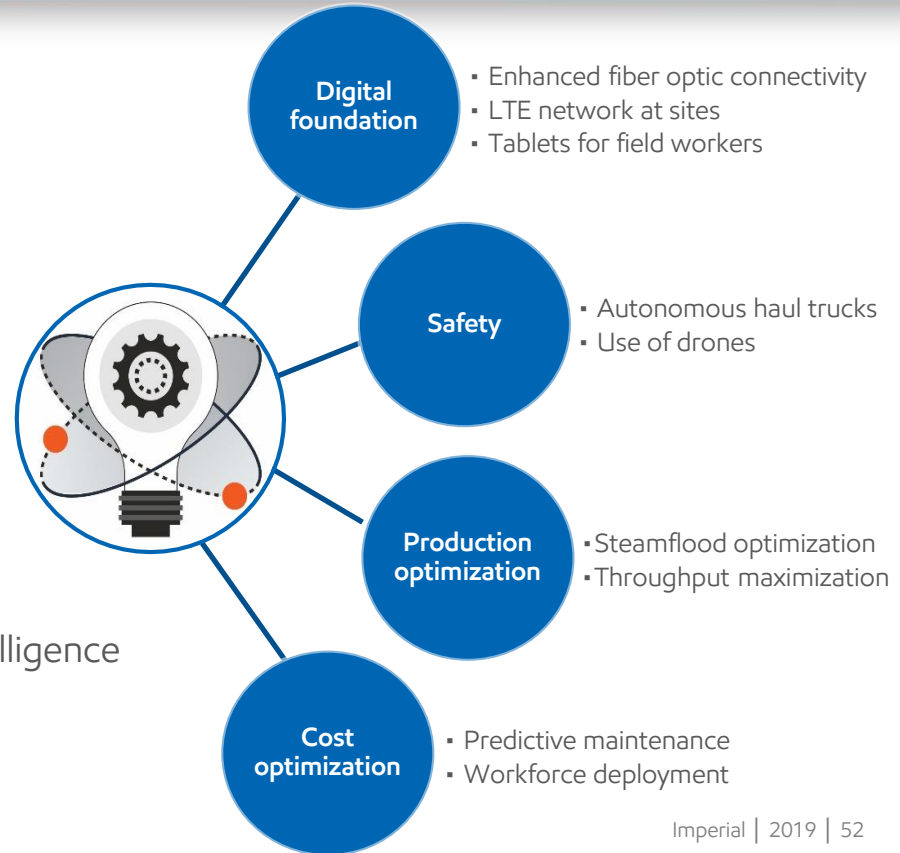 Digital
foundation
▪ Enhanced fiber optic connectivity
▪ LTE network at sites
▪ Tablets for field workers
Safety
▪ Autonomous haul trucks
▪ Use of drones
Production
optimization
▪ Steamflood optimization
▪ Throughput maximization
lligence
Cost
optimization
▪ Predictive maintenance
▪ Workforce deployment
Imperial | 2019 | 52